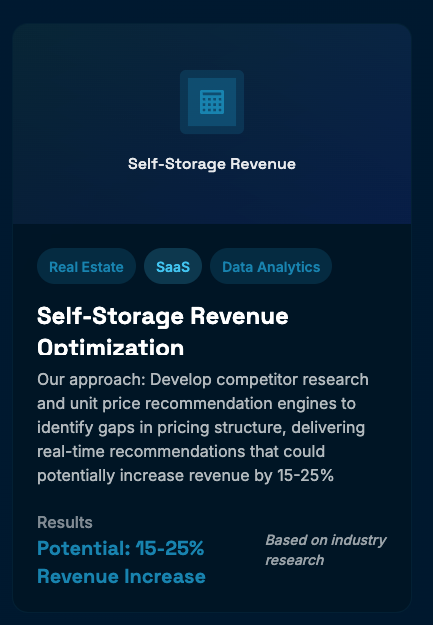 Self-Storage Revenue
Real Estate SaaS Data Analytics
Self-Storage Revenue
Optimization
Our approach: Develop competitor research
and unit price recommendation engines to
identify gaps in pricing structure, delivering
real-time recommendations that could
potentially increase revenue by 15-25%
Results
Potential: 15-25%
Revenue Increase
Based on industry
research